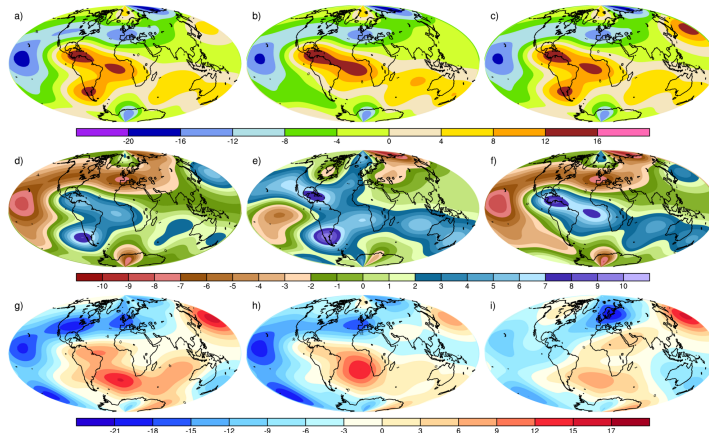 a) b) c)
-20 -16 -12 -8 -4 0 4 8 12 16
d) e) f)
-10 -9 -8 -7 -6 -5 -4 -3 -2 -1 0 1 2 3 4 5 6 7 8 9 10
g) h) i)
-21 -18 -15 -12 -9 -6 -3 0 3 6 9 12 15 17